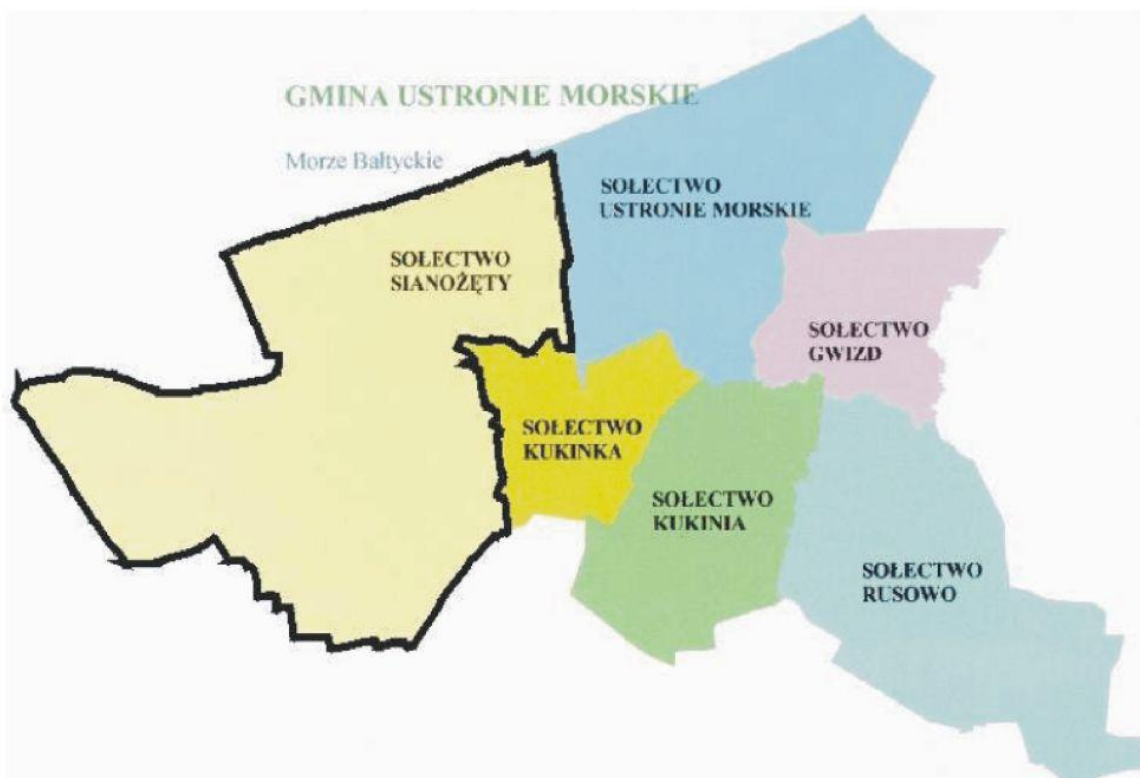 GMINA USTRONIE MORSKIE
Morze Bałtyckie
SOŁECTWO
USTRONIE MORSKIE
SOŁECTWO
SIANOŻĘTY
SOŁECTWO
GWIZD
SOŁECTWO
KUKINKA
SOŁECTWO
KUKINIA
SOŁECTWO
RUSOWO